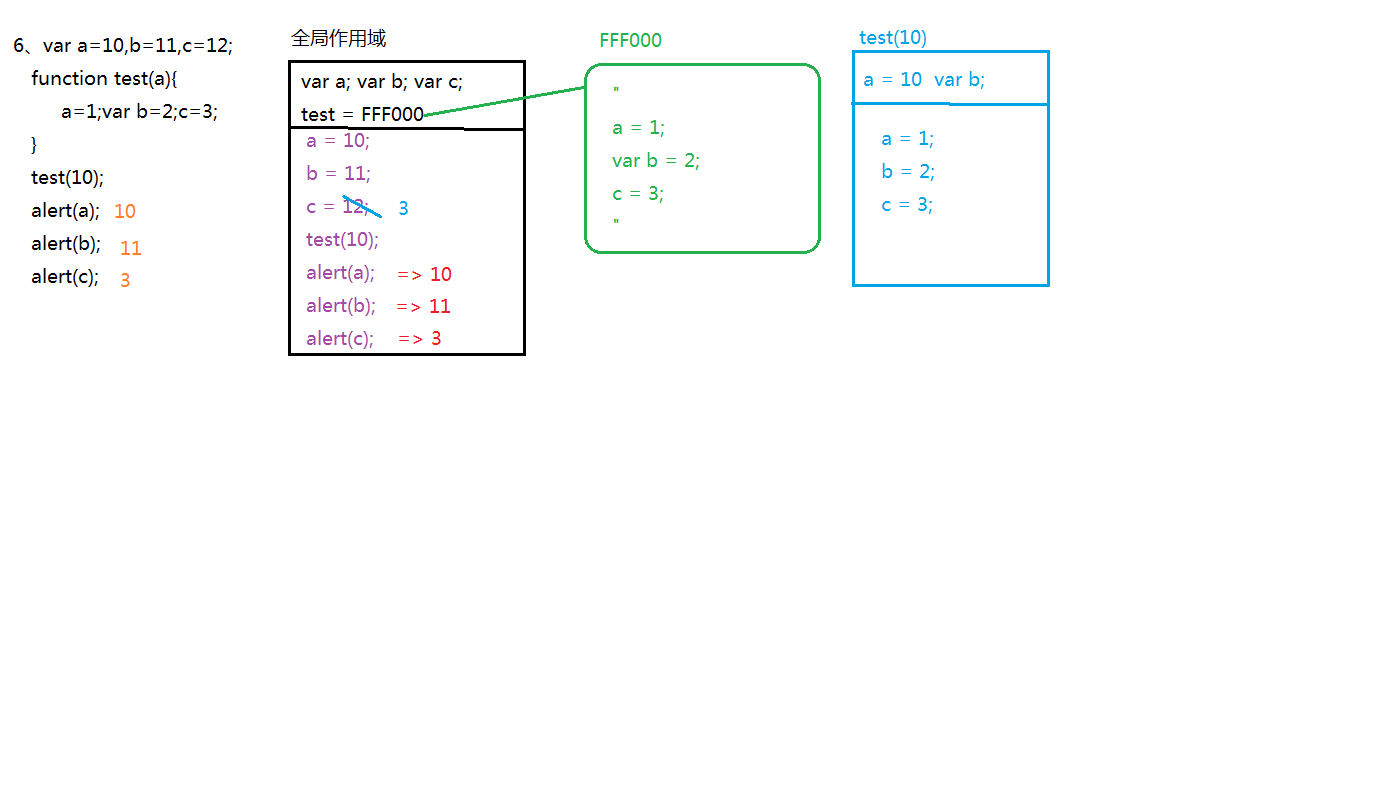 6、var a=10,b=11,c=12;
function test(a){
a=1;var b=2;c=3;
}
test(10);
alert(a); 10
alert(b); 11
alert(c); 3
全局作用域
var a; var b; var c;
test = FFF000
a = 10;
b = 11;
c = 12; 3
test(10);
alert(a); => 10
alert(b); => 11
alert(c); => 3
FFF000
"
a = 1;
var b = 2;
c = 3;
"
test(10)
a = 10 var b;
a = 1;
b = 2;
c = 3;